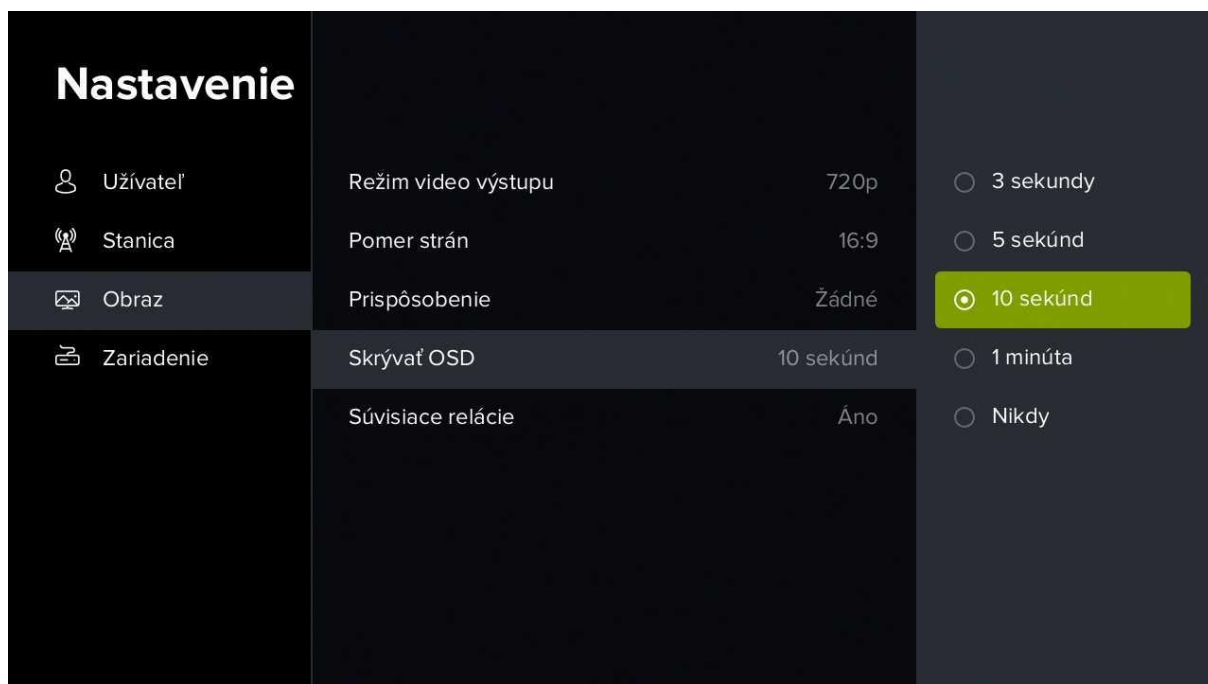 Nastavenie
Užívateľ
Stanica
Obraz
Zariadenie
Režim video výstupu 720p
Pomer strán 16:9
Prispôsobenie Žádné
Skrývať OSD 10 sekúnd
Súvisiace relácie Áno
3 sekundy
5 sekúnd
10 sekúnd
1 minúta
Nikdy